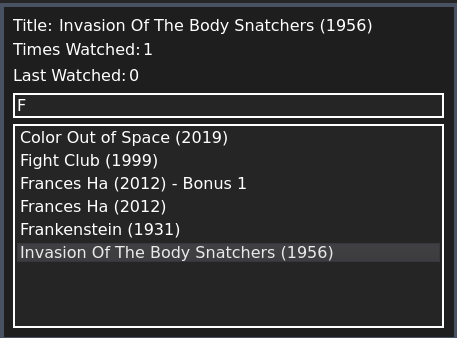 Title: Invasion Of The Body Snatchers (1956)
Times Watched: 1
Last Watched: 0
F
Color Out of Space (2019)
Fight Club (1999)
Frances Ha (2012) - Bonus 1
Frances Ha (2012)
Frankenstein (1931)
Invasion Of The Body Snatchers (1956)